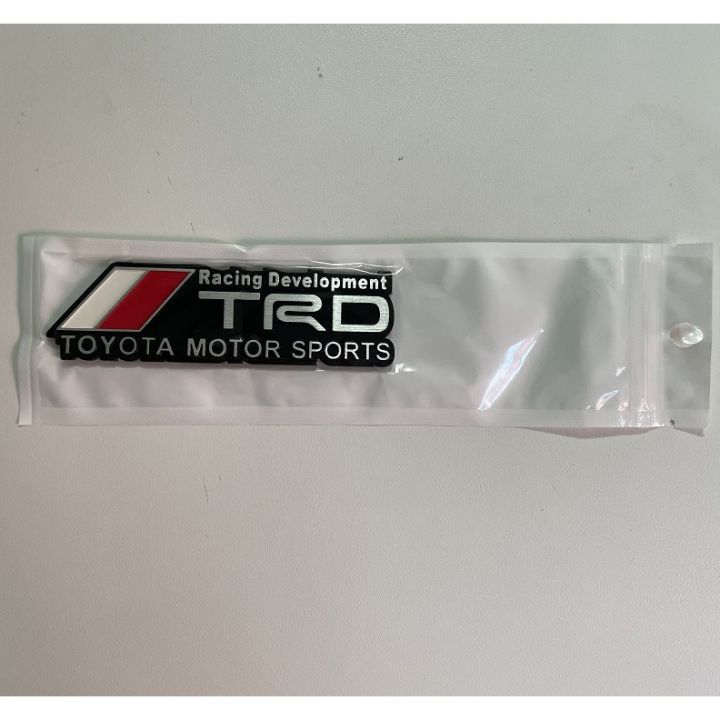 Racing Development
TRD
TOYOTA MOTOR SPORTS